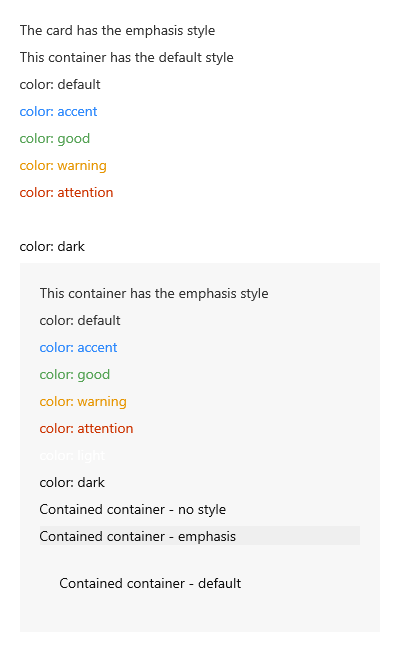 The card has the emphasis style
This container has the default style
color: default
color: accent
color: good
color: warning
color: attention
color: dark
This container has the emphasis style
color: default
color: accent
color: good
color: warning
color: attention
color: light
color: dark
Contained container - no style
Contained container - emphasis
Contained container - default